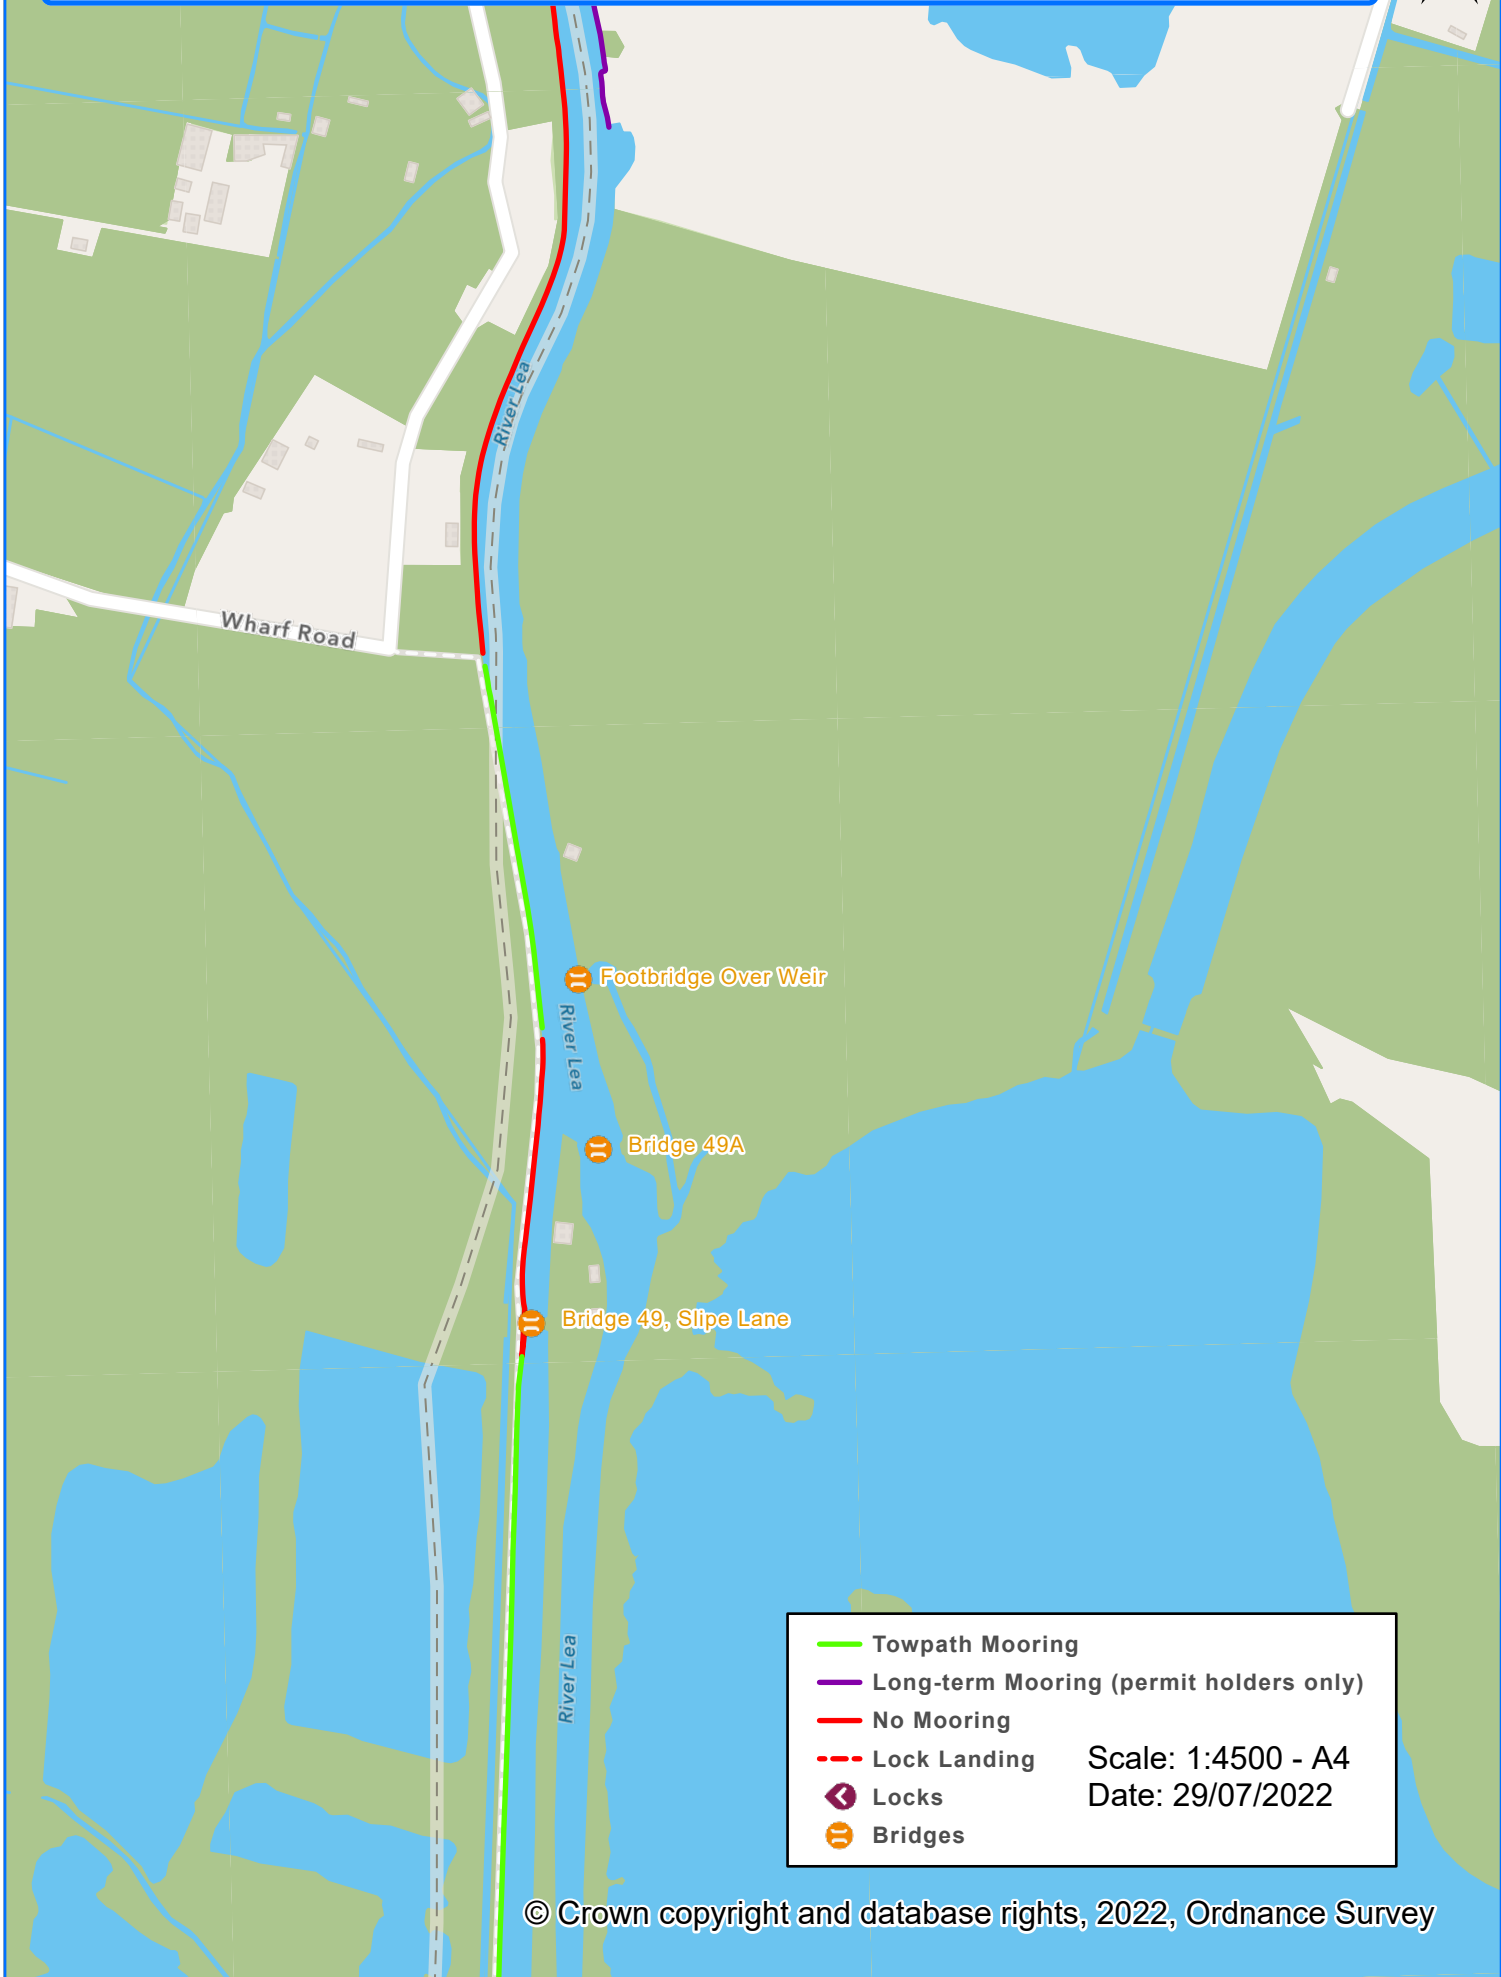 River Lea
Wharf Road
Footbridge Over Weir
River Lea
Bridge 49A
Bridge 49, Slipe Lane
River Lea
Towpath Mooring
Long-term Mooring (permit holders only)
No Mooring
Lock Landing
Locks
Bridges
Scale: 1:4500 - A4
Date: 29/07/2022
© Crown copyright and database rights, 2022, Ordnance Survey